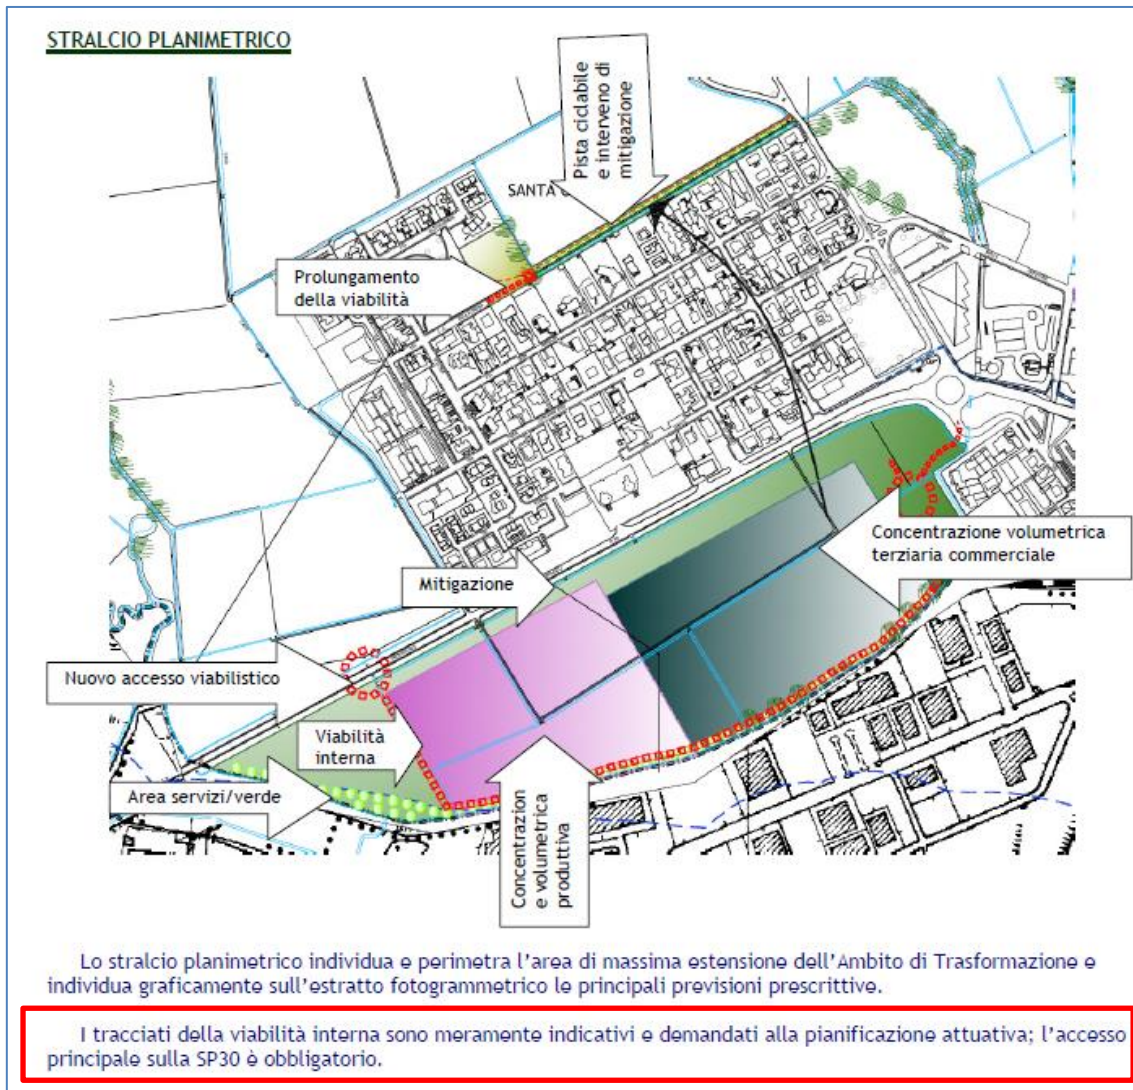 STRALCIO PLANIMETRICO
Pista ciclabile
e interveno di
mitigazione
SANTA
Prolungamento
della viabilità
Concentrazione volumetrica
terziaria commerciale
Mitigazione
Nuovo accesso viabilistico
Viabilità
interna
Area servizi/verde
Concentrazion
e volumetrica
produttiva
Lo stralcio planimetrico individua e perimetra l'area di massima estensione dell'Ambito di Trasformazione e
individua graficamente sull'estratto fotogrammetrico le principali previsioni prescrittive.
I tracciati della viabilità interna sono meramente indicativi e demandati alla pianificazione attuativa; l'accesso
principale sulla SP30 è obbligatorio.